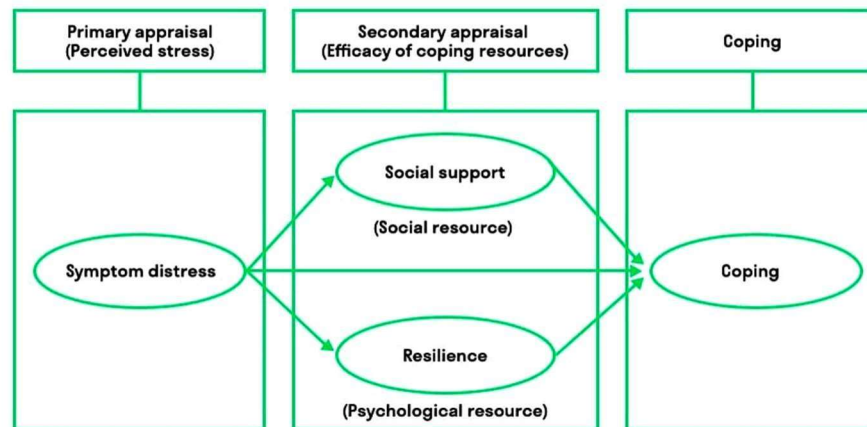 Primary appraisal
(Perceived stress)
Secondary appraisal
(Efficacy of coping resources)
Coping
Social support
(Social resource)
Symptom distress
Coping
Resilience
(Psychological resource)